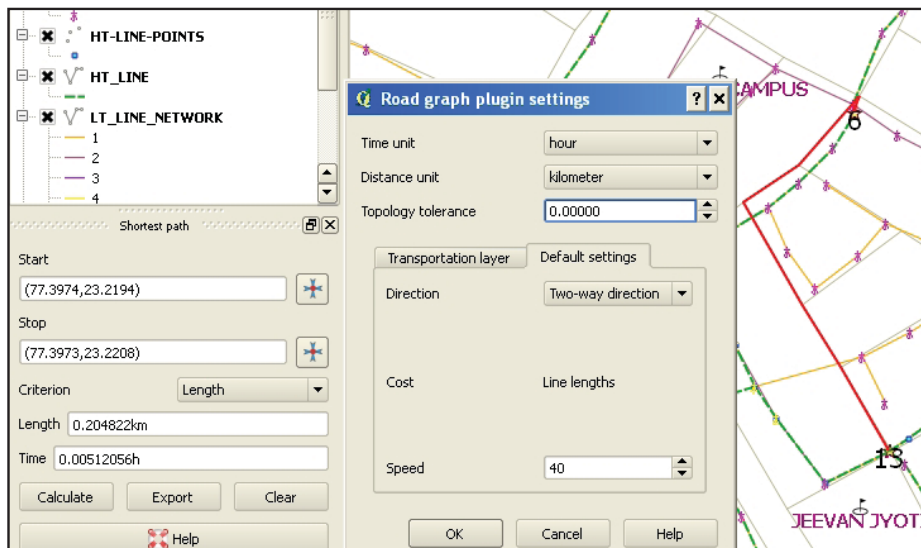 HT-LINE-POINTS
HT_LINE
LT_LINE_NETWORK
1
2
3
4
Shortest path
Start
(77.3974,23.2194)
Stop
(77.3973,23.2208)
Criterion
Length
Length 0.204822km
Time 0.00512056h
Calculate Export Clear
Help
Road graph plugin settings
Time unit hour
Distance unit kilometer
Topology tolerance 0.00000
Transportation layer Default settings
Direction Two-way direction
Cost Line lengths
Speed 40
OK Cancel Help
CAMPUS
6
13
JEEVAN JYOTI